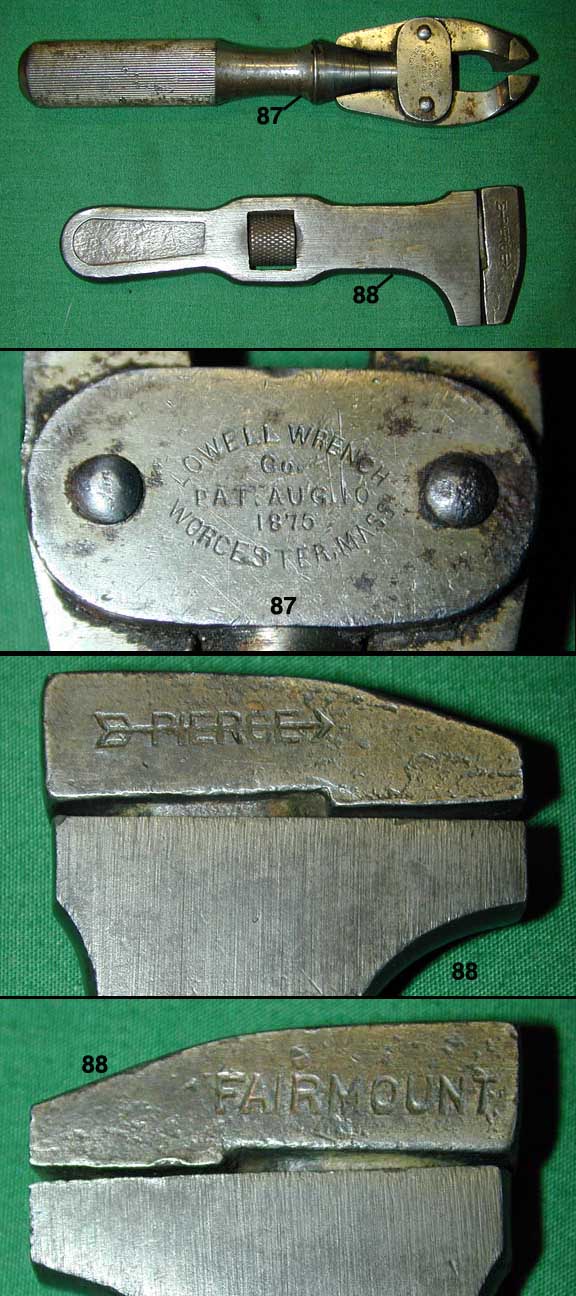 87
88
LOWELL WRENCH
Co.
PAT. AUG. 10
1875
WORCESTER, MASS.
87
PIERCE
88
88
FAIRMOUNT